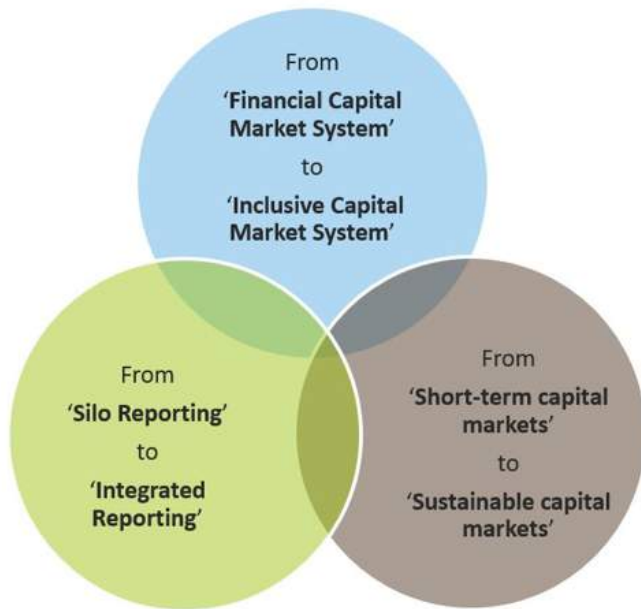 From
‘Financial Capital
Market System’
to
‘Inclusive Capital
Market System’
From
‘Silo Reporting’
to
‘Integrated
Reporting’
From
‘Short-term capital
markets’
to
‘Sustainable capital
markets’